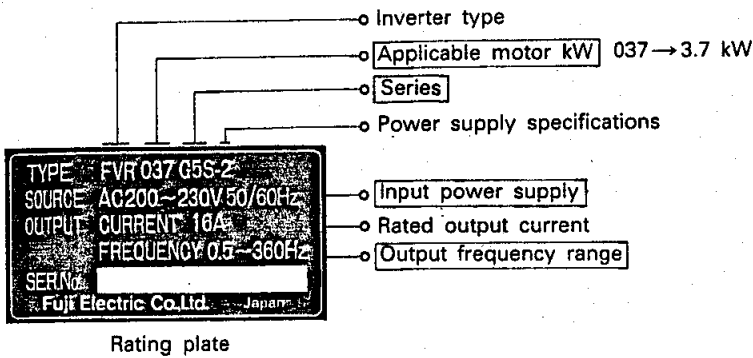 Inverter type
Applicable motor kW 037→3.7 kW
Series
Power supply specifications
TYPE FVR 037 G5S-2
SOURCE AC200~230V 50/60Hz
Input power supply
OUTPUT CURRENT 16A
Rated output current
FREQUENCY 0.5~360Hz
Output frequency range
SER.No.
Fuji Electric Co.,Ltd. Japan
Rating plate